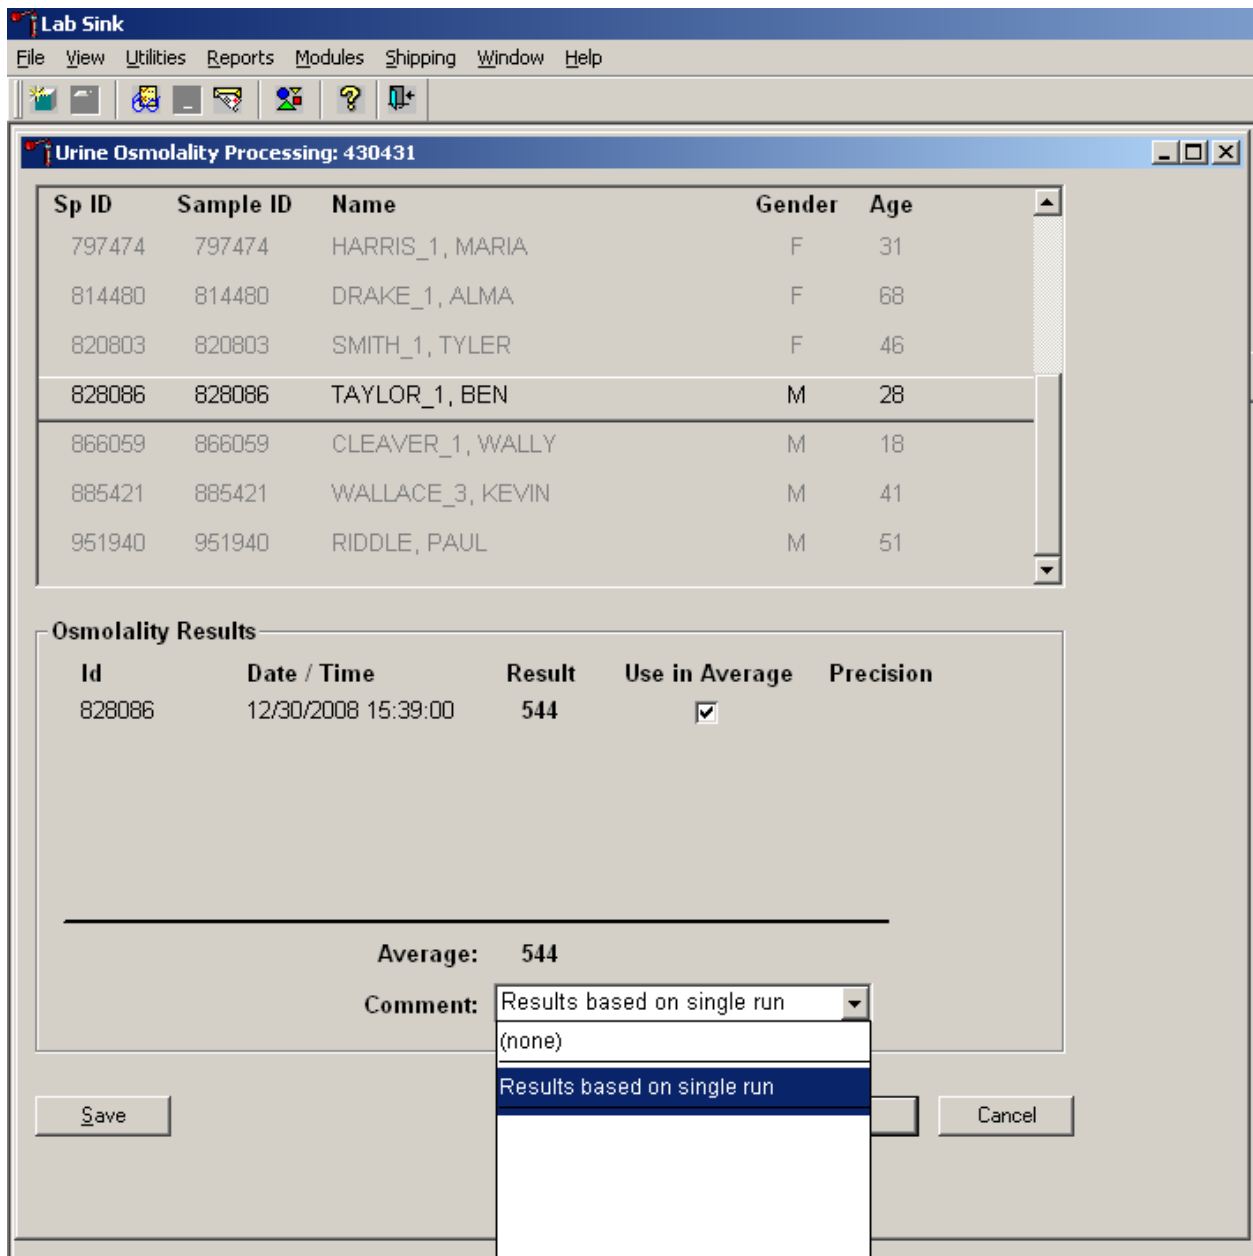 Lab Sink
File View Utilities Reports Modules Shipping Window Help
Urine Osmolality Processing: 430431
Sp ID Sample ID Name Gender Age
797474 797474 HARRIS_1, MARIA F 31
814480 814480 DRAKE_1, ALMA F 68
820803 820803 SMITH_1, TYLER F 46
828086 828086 TAYLOR_1, BEN M 28
866059 866059 CLEAVER_1, WALLY M 18
885421 885421 WALLACE_3, KEVIN M 41
951940 951940 RIDDLE, PAUL M 51
Osmolality Results
Id Date / Time Result Use in Average Precision
828086 12/30/2008 15:39:00 544
Average: 544
Comment: Results based on single run
(none)
Results based on single run
Save Cancel